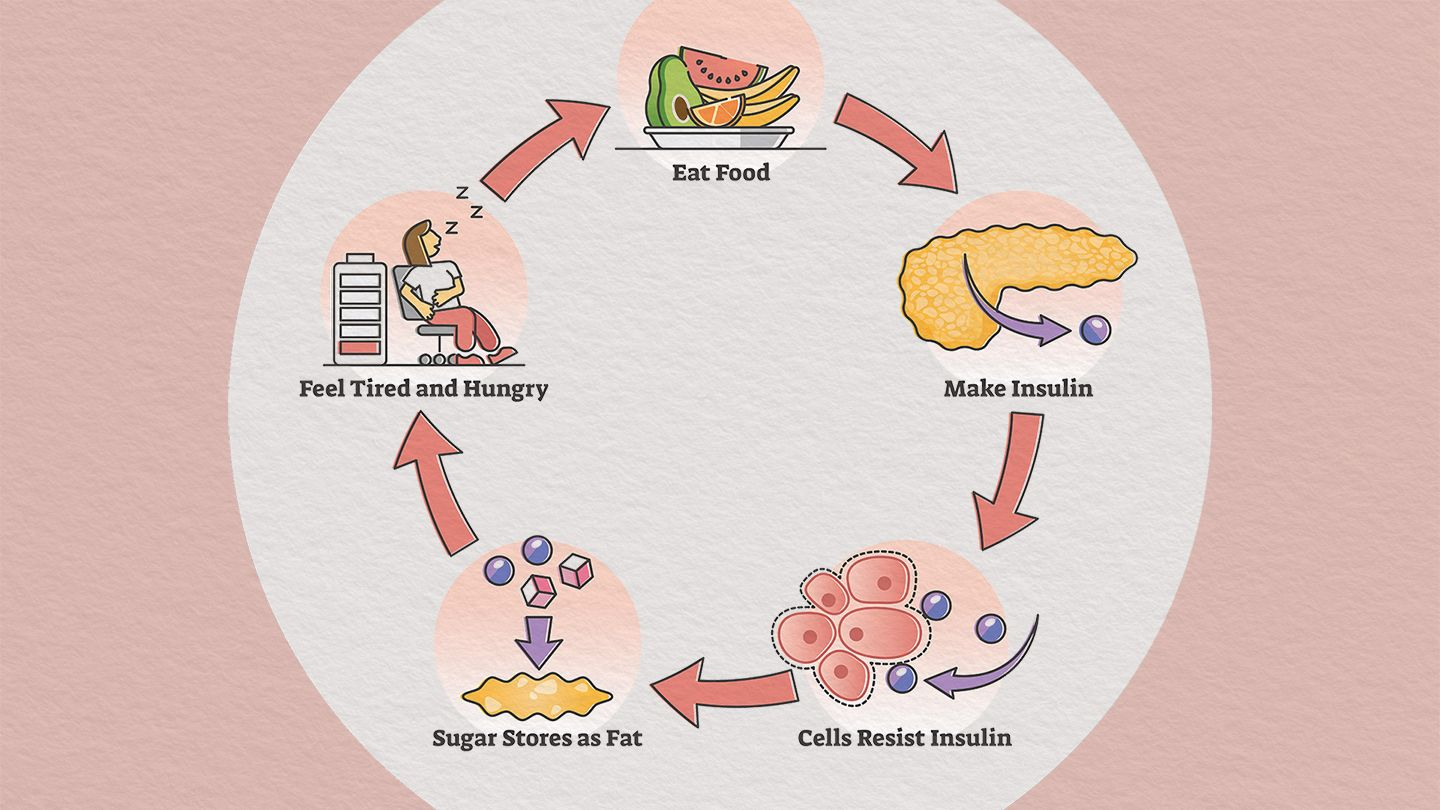 Eat Food
Make Insulin
Cells Resist Insulin
Sugar Stores as Fat
Feel Tired and Hungry
z
z
z